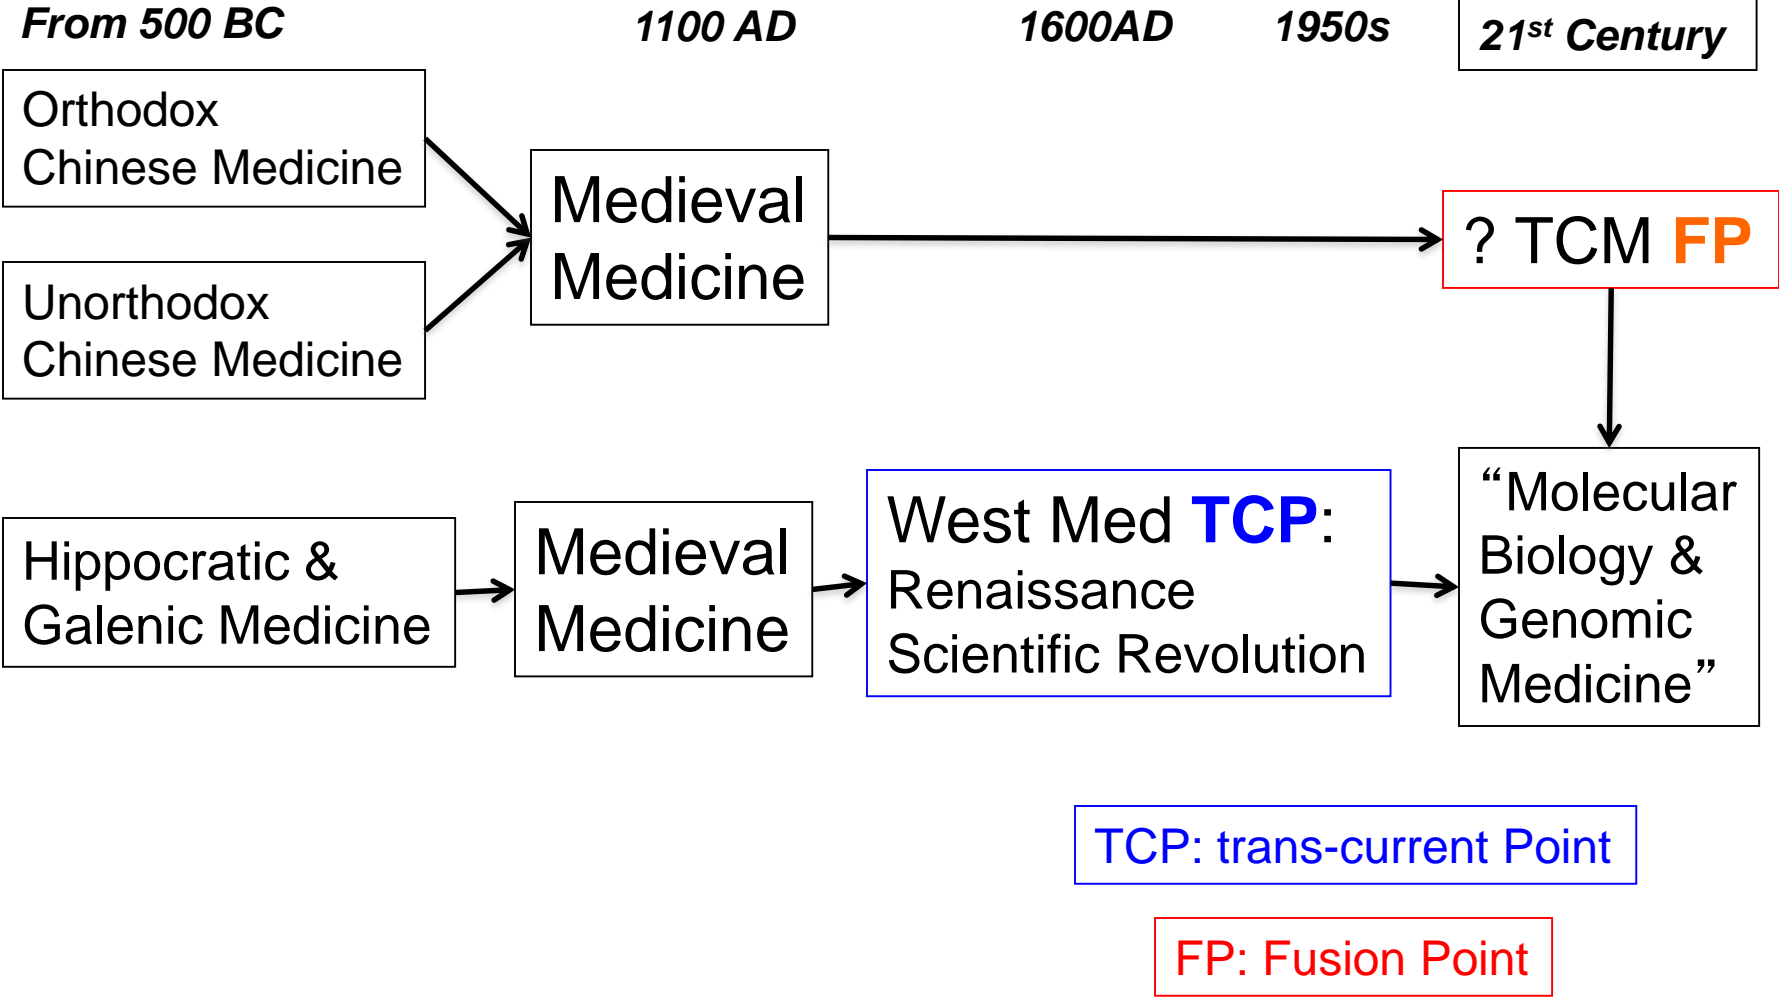 From 500 BC 1100 AD 1600AD 1950s 21st Century
Orthodox
Chinese Medicine
Unorthodox
Chinese Medicine
Medieval
Medicine
? TCM FP
Hippocratic &
Galenic Medicine
Medieval
Medicine
West Med TCP:
Renaissance
Scientific Revolution
“Molecular
Biology &
Genomic
Medicine”
TCP: trans-current Point
FP: Fusion Point